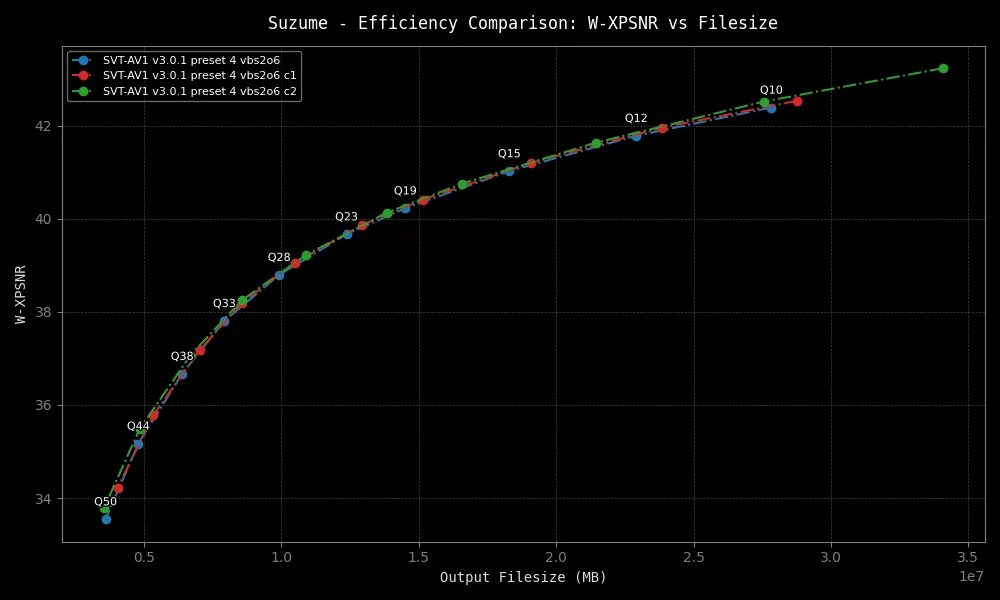 Suzume - Efficiency Comparison: W-XPSNR vs Filesize
SVT-AV1 v3.0.1 preset 4 vbs2o6
SVT-AV1 v3.0.1 preset 4 vbs2o6 c1
SVT-AV1 v3.0.1 preset 4 vbs2o6 c2
Q10
Q12
Q15
Q19
Q23
Q28
Q33
Q38
Q44
Q50
42
40
38
36
34
W-XPSNR
0.5 1.0 1.5 2.0 2.5 3.0 3.5
1e7
Output Filesize (MB)